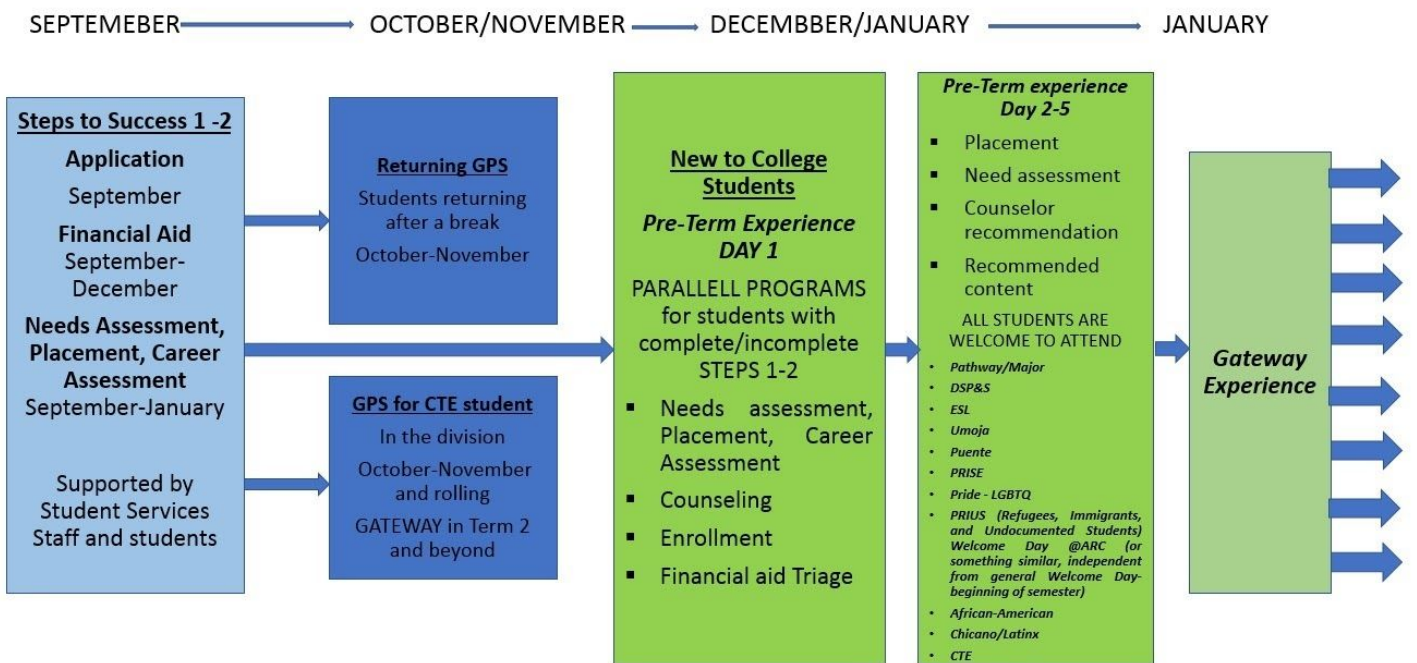 SEPTEMEBER
OCTOBER/NOVEMBER
DECEMBBER/JANUARY
JANUARY
Steps to Success 1 -2
Application
September
Financial Aid
September-
December
Needs Assessment,
Placement, Career
Assessment
September-January
Supported by
Student Services
Staff and students
Returning GPS
Students returning
after a break
October-November
GPS for CTE student
In the division
October-November
and rolling
GATEWAY in Term 2
and beyond
New to College
Students
Pre-Term Experience
DAY 1
PARALLELL PROGRAMS
for students with
complete/incomplete
STEPS 1-2
▪ Needs assessment,
Placement, Career
Assessment
▪ Counseling
▪ Enrollment
▪ Financial aid Triage
Pre-Term experience
Day 2-5
▪ Placement
▪ Need assessment
▪ Counselor
recommendation
▪ Recommended
content
ALL STUDENTS ARE
WELCOME TO ATTEND
• Pathway/Major
• DSP&S
• ESL
• Umoja
• Puente
• PRISE
• Pride - LGBTQ
• PRIUS (Refugees, Immigrants,
and Undocumented Students)
Welcome Day @ARC (or
something similar, independent
from general Welcome Day-
beginning of semester)
• African-American
• Chicano/Latinx
• CTE
Gateway
Experience